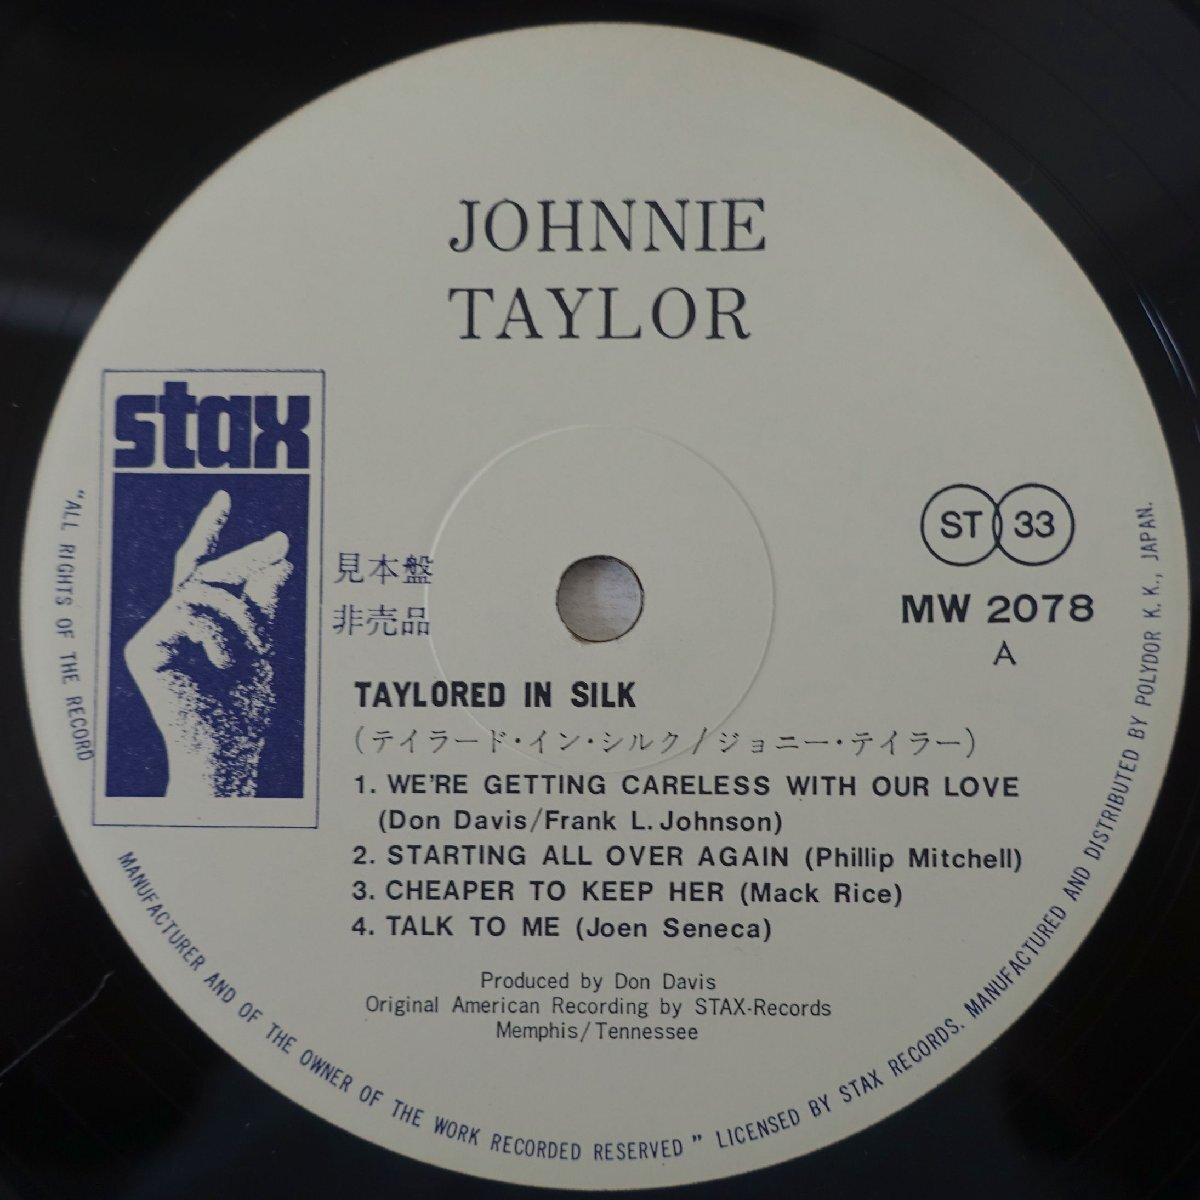 JOHNNIE
TAYLOR
stax
見本盤
非売品
ST 33
MW 2078
A
TAYLORED IN SILK
(テイラード・イン・シルク/ジョニー・テイラー)
1. WE'RE GETTING CARELESS WITH OUR LOVE
(Don Davis/Frank L. Johnson)
2. STARTING ALL OVER AGAIN (Phillip Mitchell)
3. CHEAPER TO KEEP HER (Mack Rice)
4. TALK TO ME (Joen Seneca)
Produced by Don Davis
Original American Recording by STAX-Records
Memphis/Tennessee
"ALL RIGHTS OF THE RECORD MANUFACTURER AND OF THE OWNER OF THE WORK RECORDED RESERVED" LICENSED BY STAX RECORDS. MANUFACTURED AND DISTRIBUTED BY POLYDOR K. K., JAPAN.